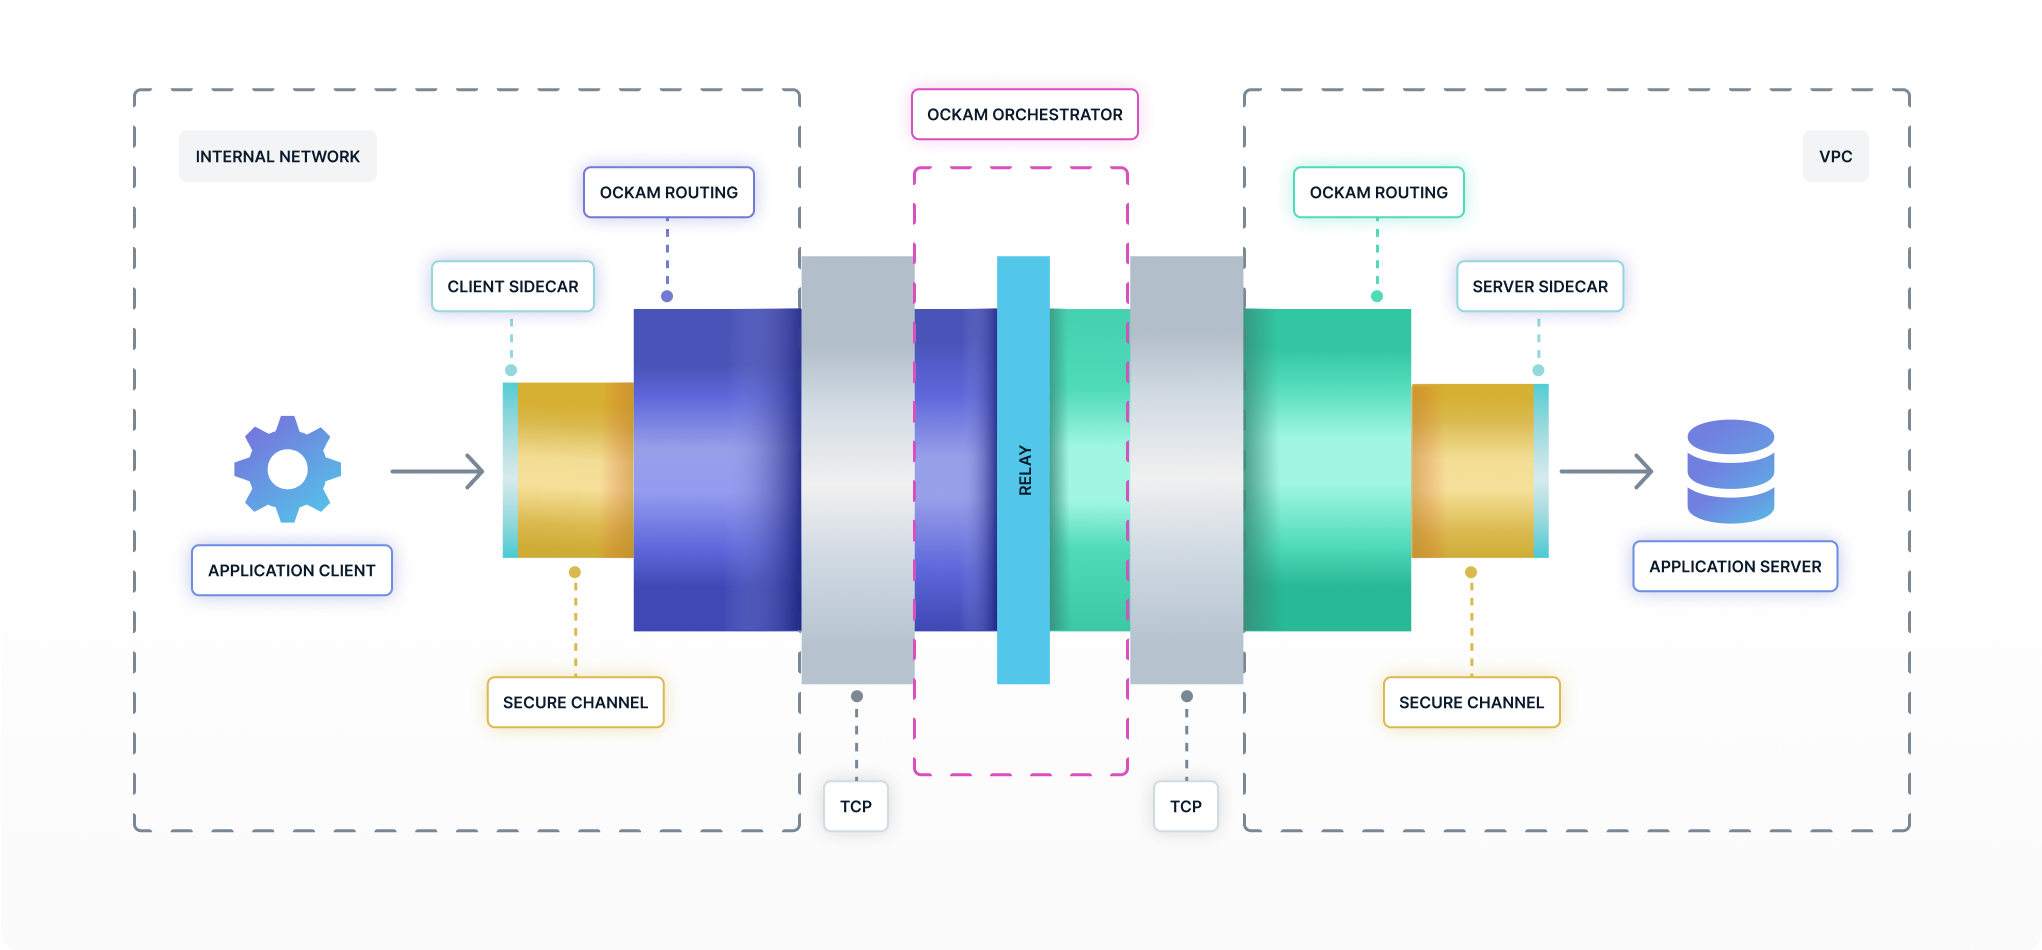 OCKAM ORCHESTRATOR
INTERNAL NETWORK
VPC
OCKAM ROUTING
OCKAM ROUTING
CLIENT SIDECAR
SERVER SIDECAR
RELAY
APPLICATION CLIENT
APPLICATION SERVER
SECURE CHANNEL
SECURE CHANNEL
TCP
TCP